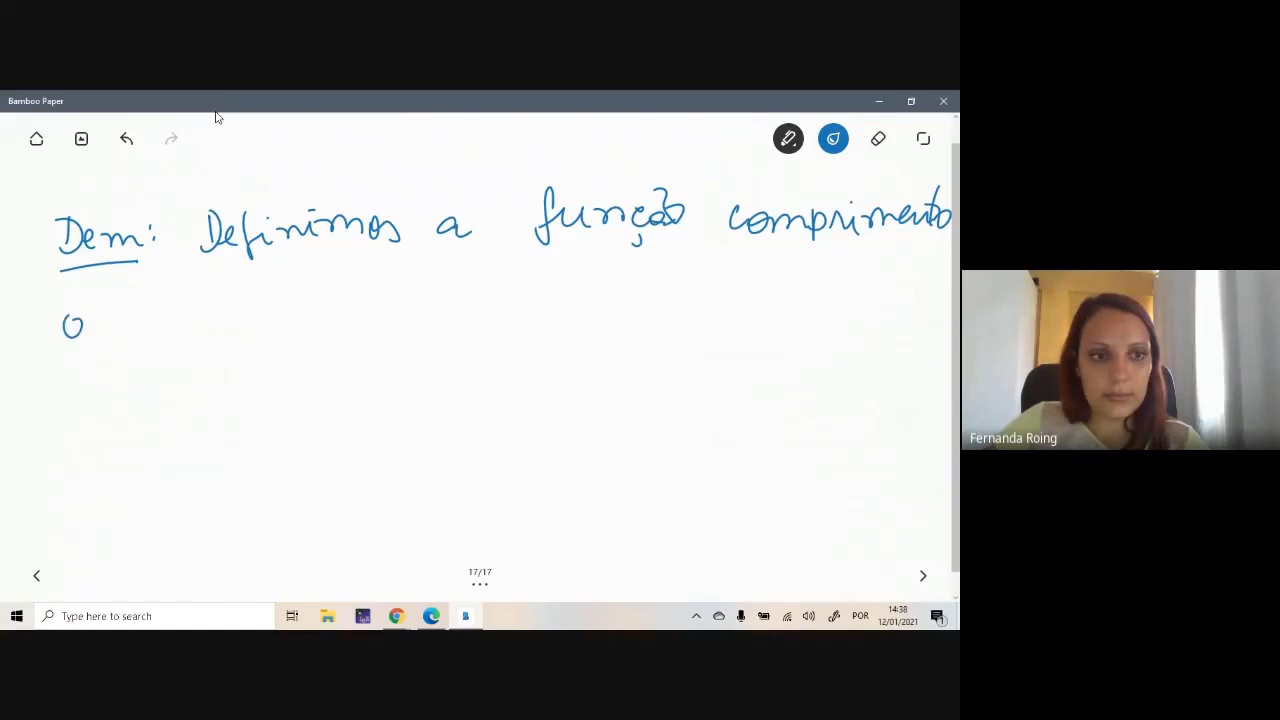 Bamboo Paper
Dem: Definimos a função comprimento
o
17/17
Fernanda Roing
Type here to search
POR
14:38
12/01/2021
1